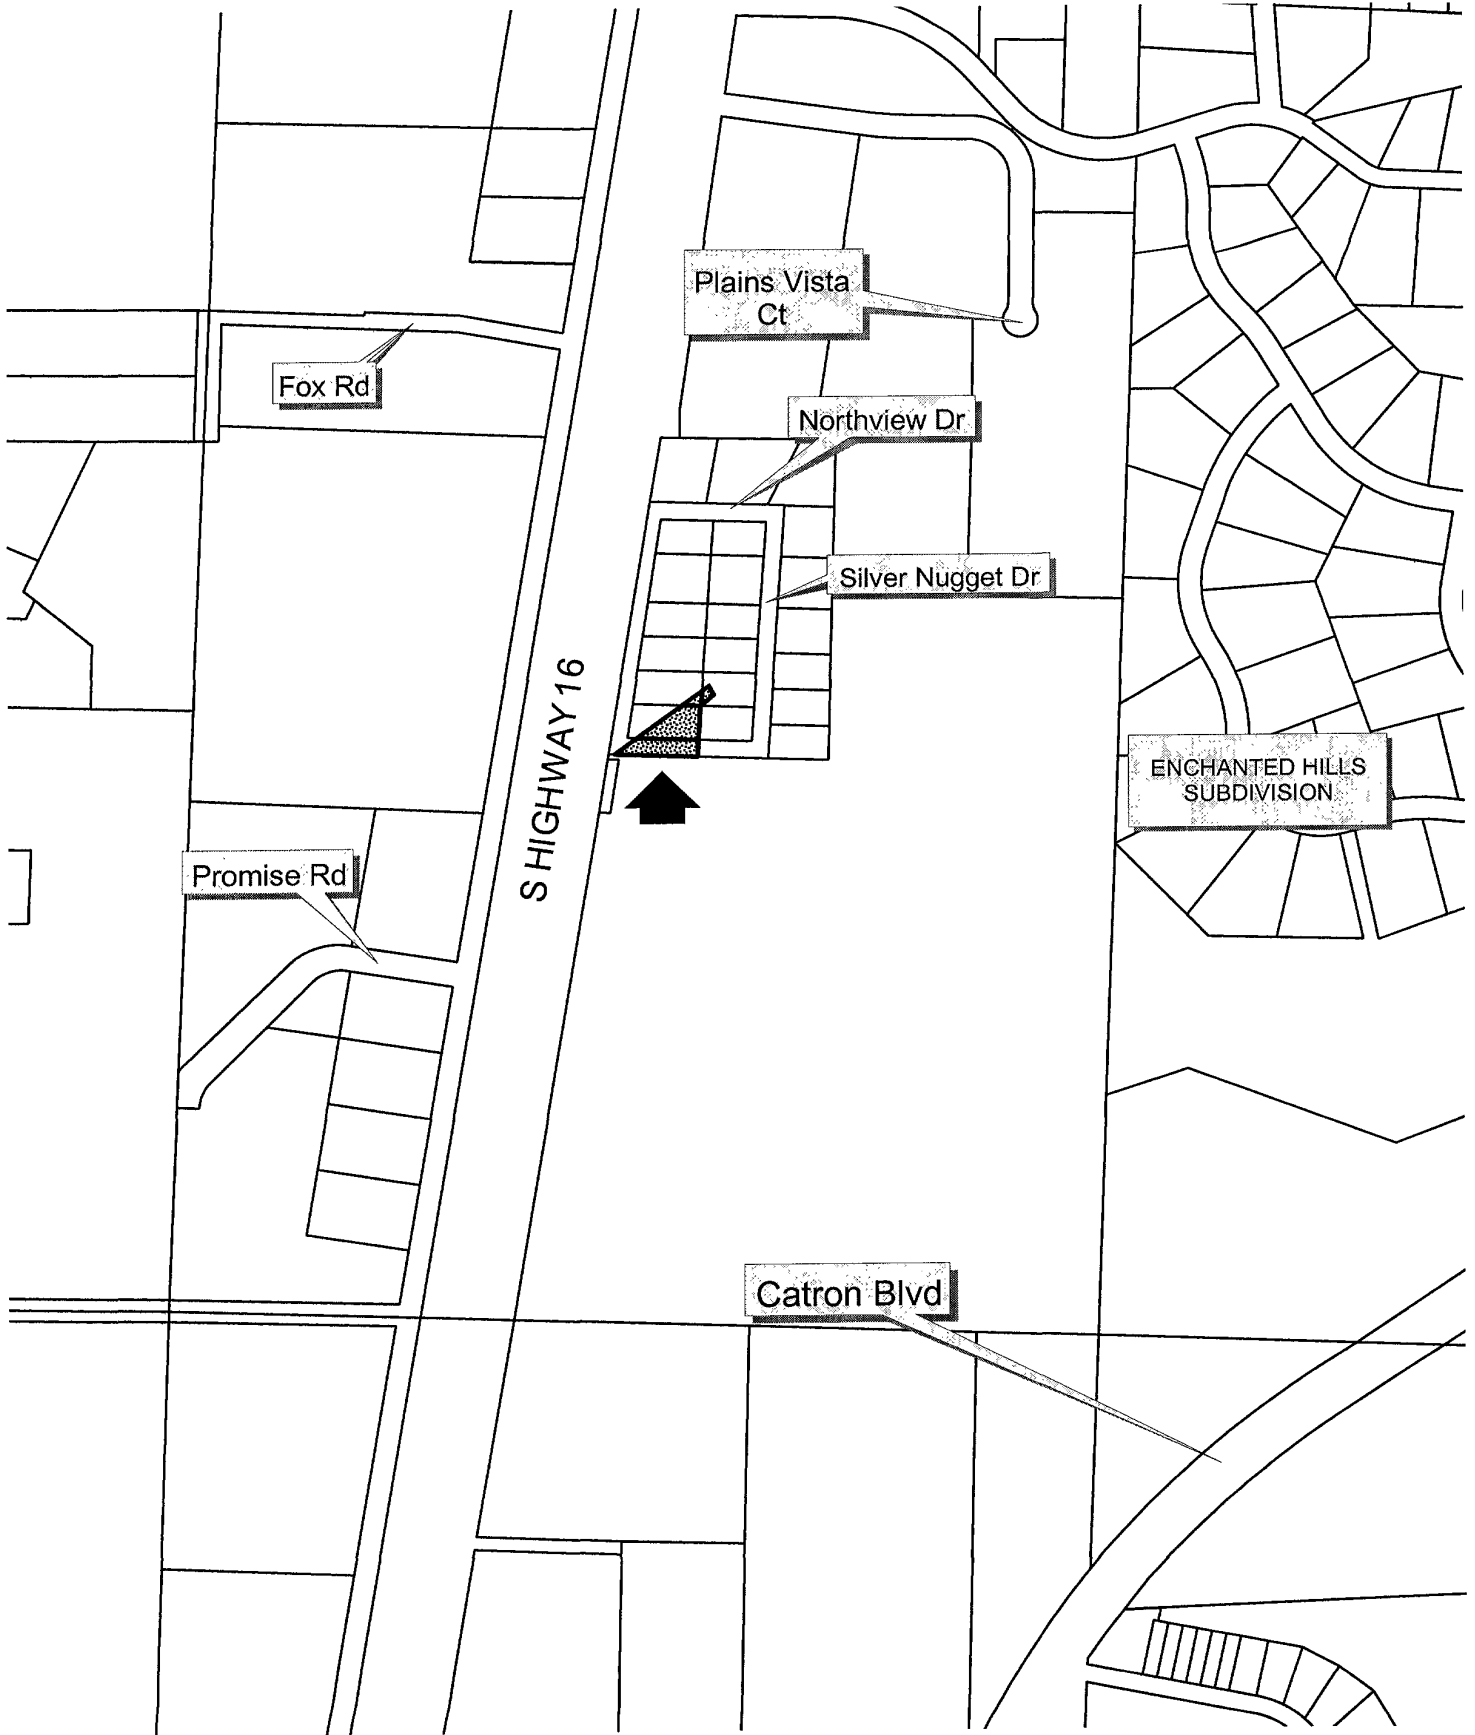 Plains Vista
Ct
Fox Rd
Northview Dr
Silver Nugget Dr
S HIGHWAY 16
ENCHANTED HILLS
SUBDIVISION
Promise Rd
Catron Blvd